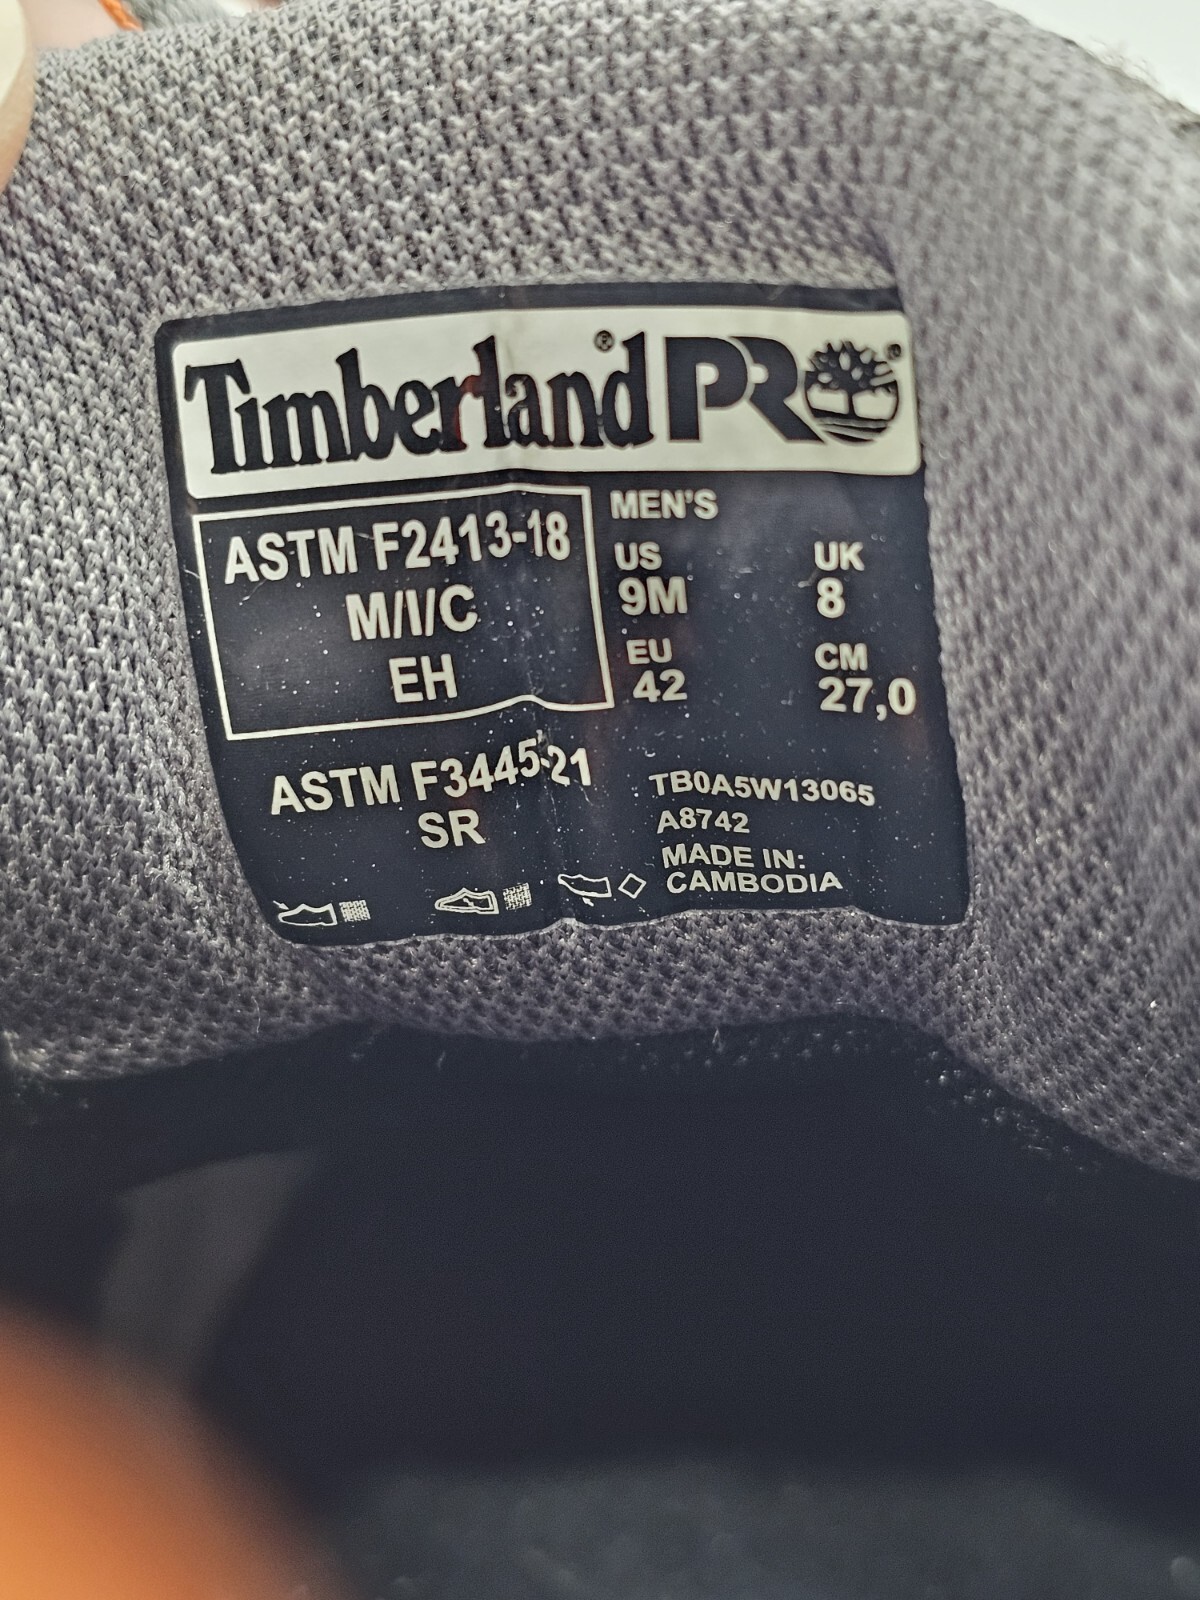 Timberland® PRO®
ASTM F2413-18
M/I/C
EH
ASTM F3445-21
SR
MEN'S
US UK
9M 8
EU CM
42 27,0
TB0A5W13065
A8742
MADE IN:
CAMBODIA